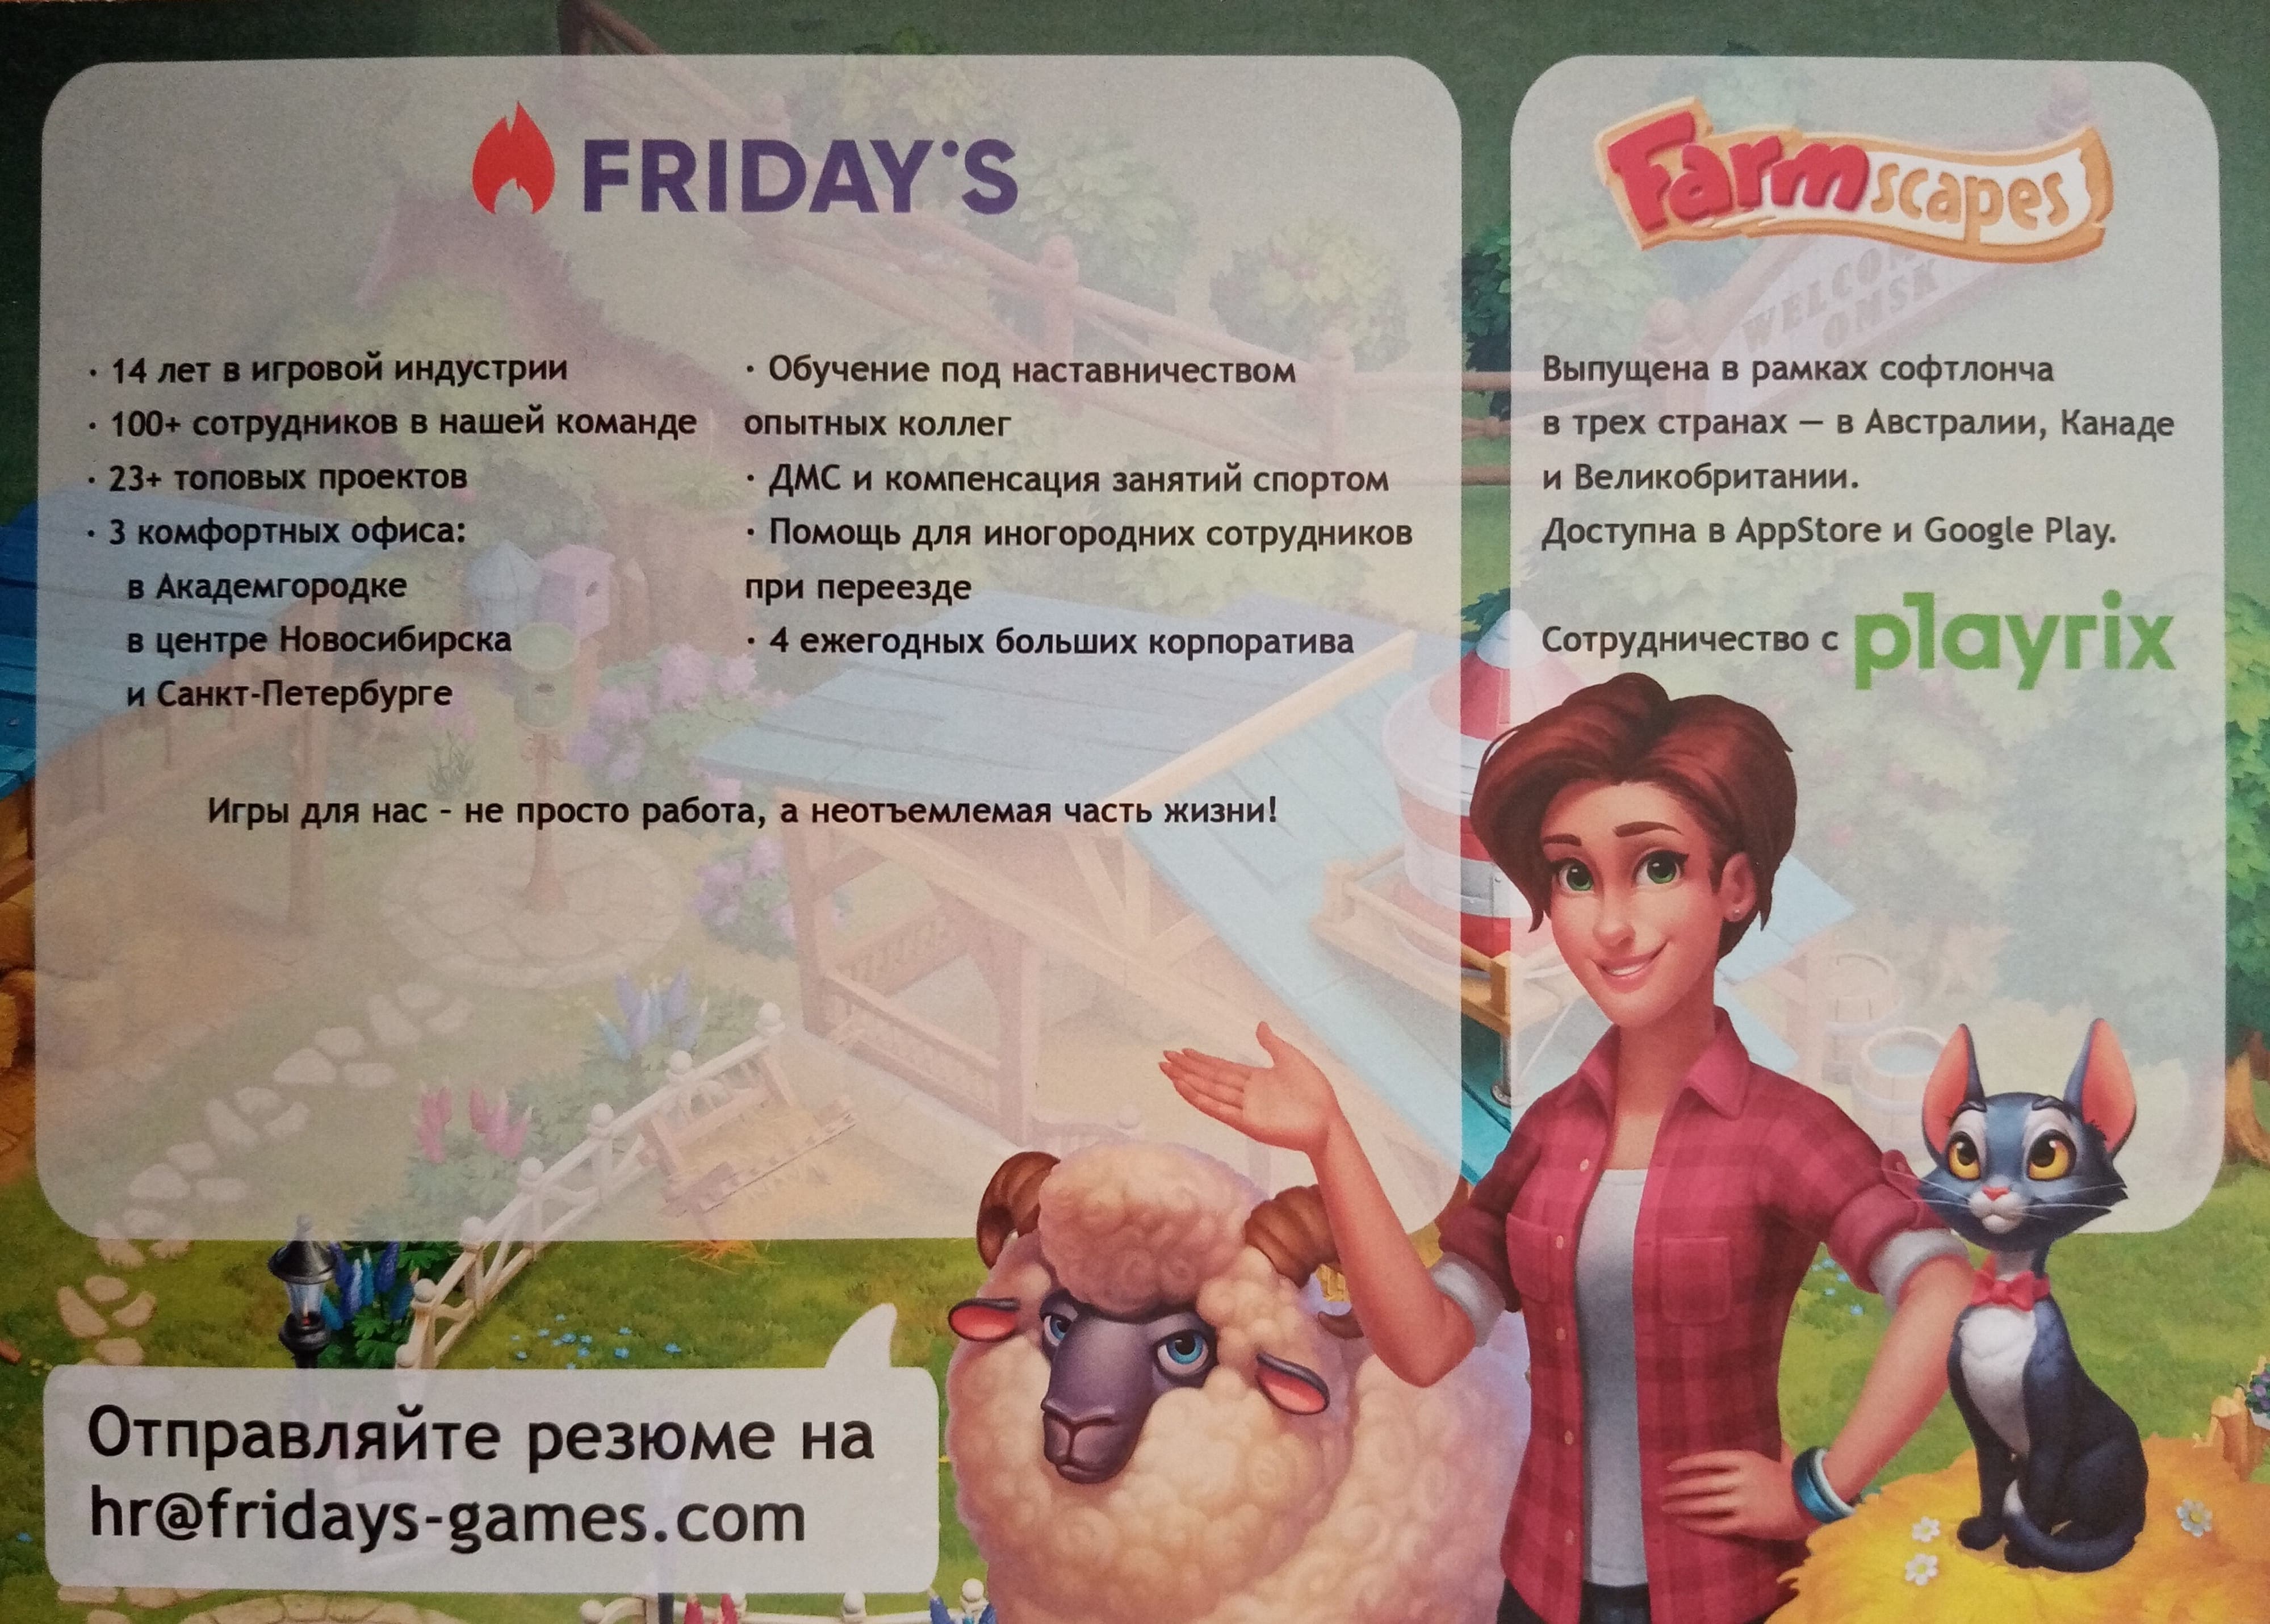 FRIDAY'S
· 14 лет в игровой индустрии
· 100+ сотрудников в нашей команде
· 23+ топовых проектов
· 3 комфортных офиса:
в Академгородке
в центре Новосибирска
и Санкт-Петербурге
· Обучение под наставничеством
опытных коллег
· ДМС и компенсация занятий спортом
· Помощь для иногородних сотрудников
при переезде
· 4 ежегодных больших корпоратива
Игры для нас - не просто работа, а неотъемлемая часть жизни!
Farmscapes
WELCOME
OMSK
Выпущена в рамках софтлонча
в трех странах — в Австралии, Канаде
и Великобритании.
Доступна в AppStore и Google Play.
Сотрудничество с playrix
Отправляйте резюме на
hr@fridays-games.com